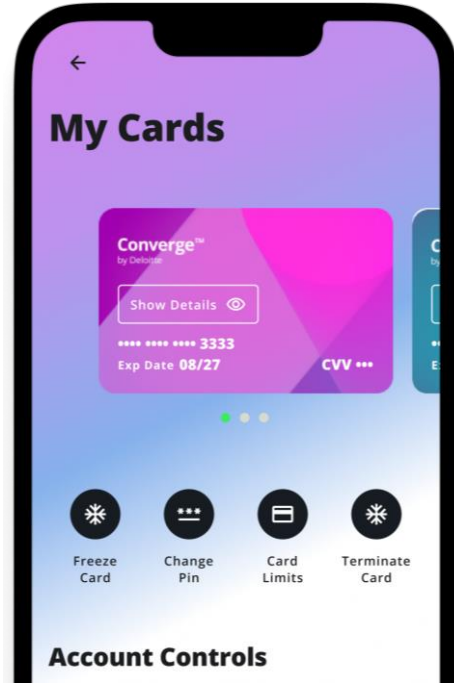 My Cards
Converge™
by Deloitte
Show Details
•••• •••• •••• 3333
Exp Date 08/27 CVV •••
C
by
E
Freeze Card
Change Pin
Card Limits
Terminate Card
Account Controls